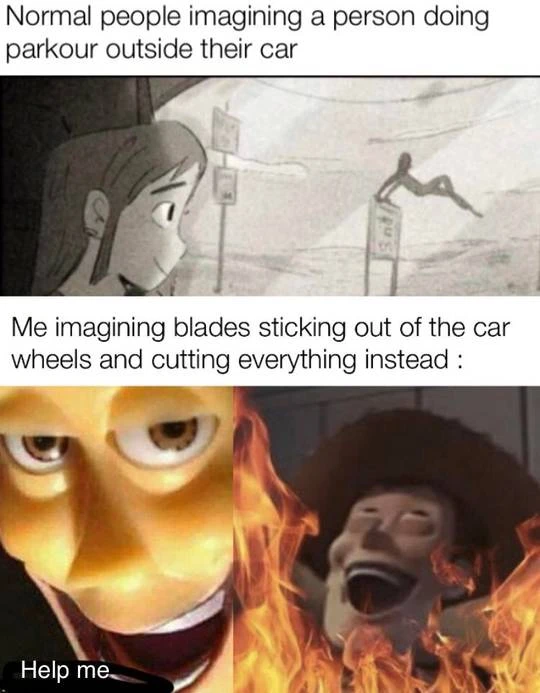 Normal people imagining a person doing
parkour outside their car
Me imagining blades sticking out of the car
wheels and cutting everything instead :
Help me